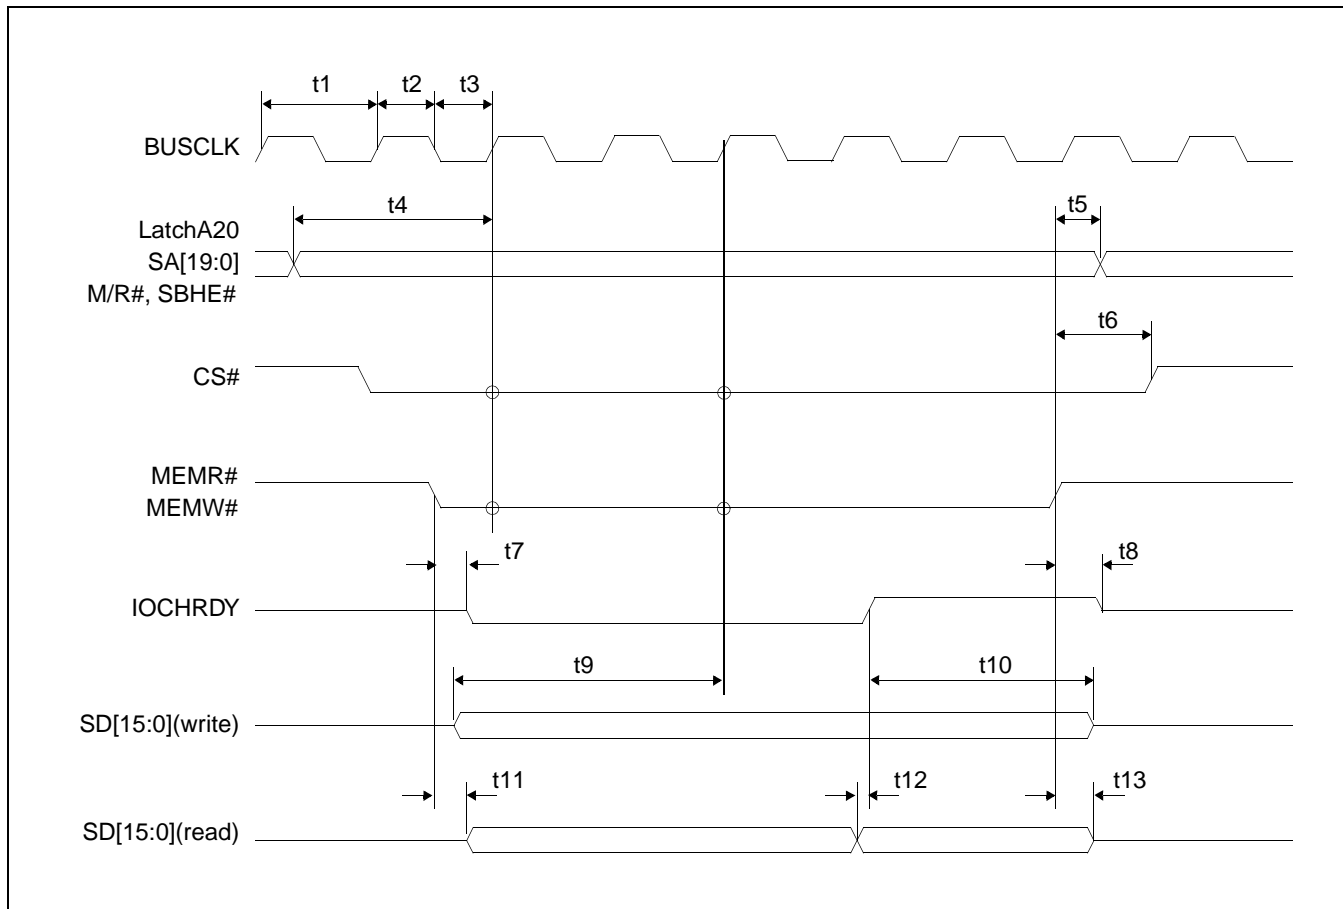 t1 t2 t3
BUSCLK
t4 t5
LatchA20
SA[19:0]
M/R#, SBHE#
t6
CS#
MEMR#
MEMW#
t7 t8
IOCHRDY
t9 t10
SD[15:0](write)
t11 t12 t13
SD[15:0](read)